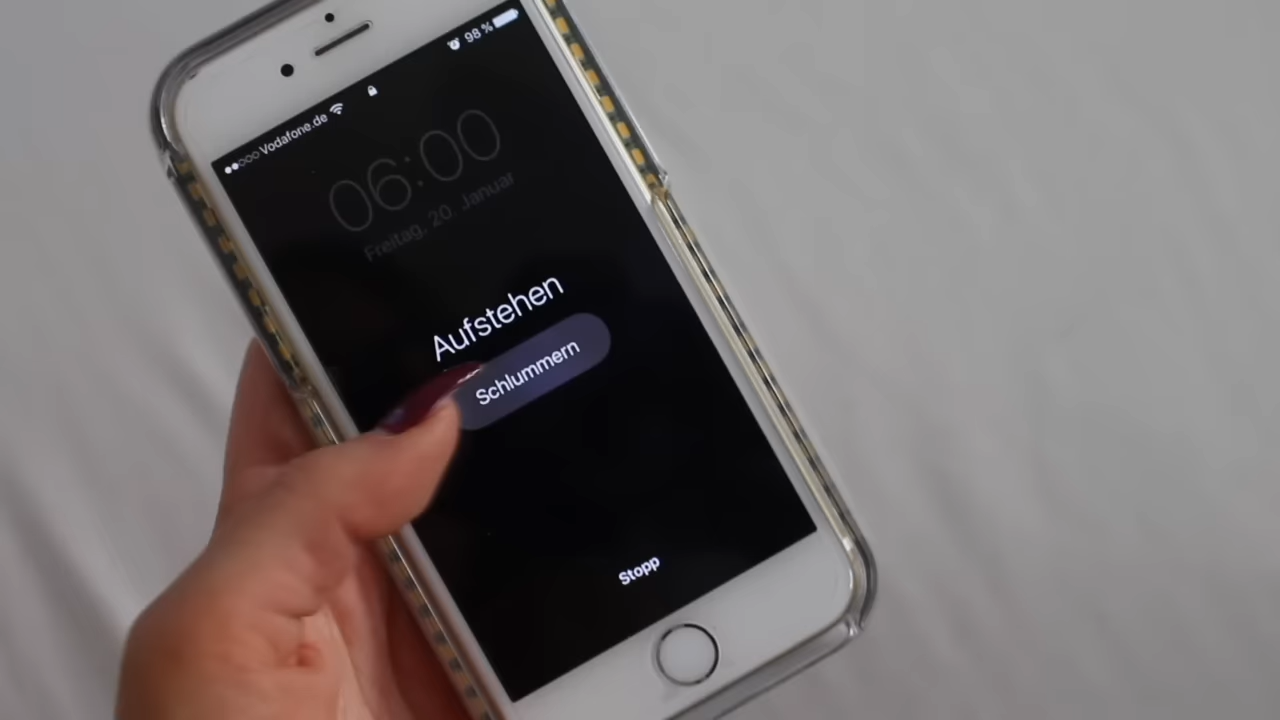 Vodafone.de 98 %
06:00
Freitag, 20. Januar
Aufstehen
Schlummern
Stopp